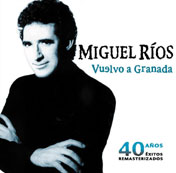 MIGUEL RÍOS
Vuelvo a Granada
40 AÑOS
ÉXITOS
REMASTERIZADOS